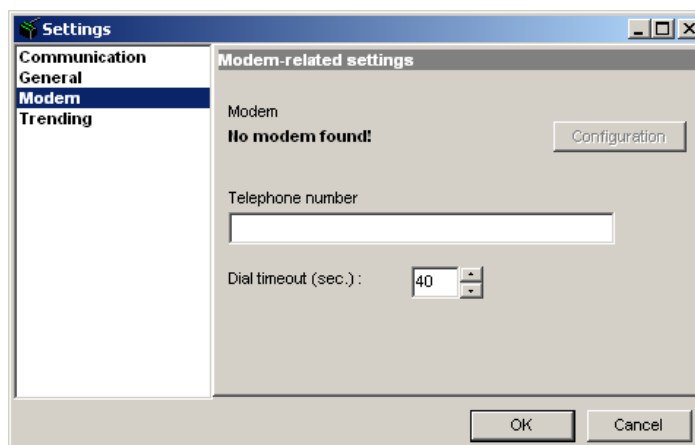 Settings
Communication
General
Modem
Trending
Modem-related settings
Modem
No modem found!
Configuration
Telephone number
Dial timeout (sec.) :
40
OK
Cancel